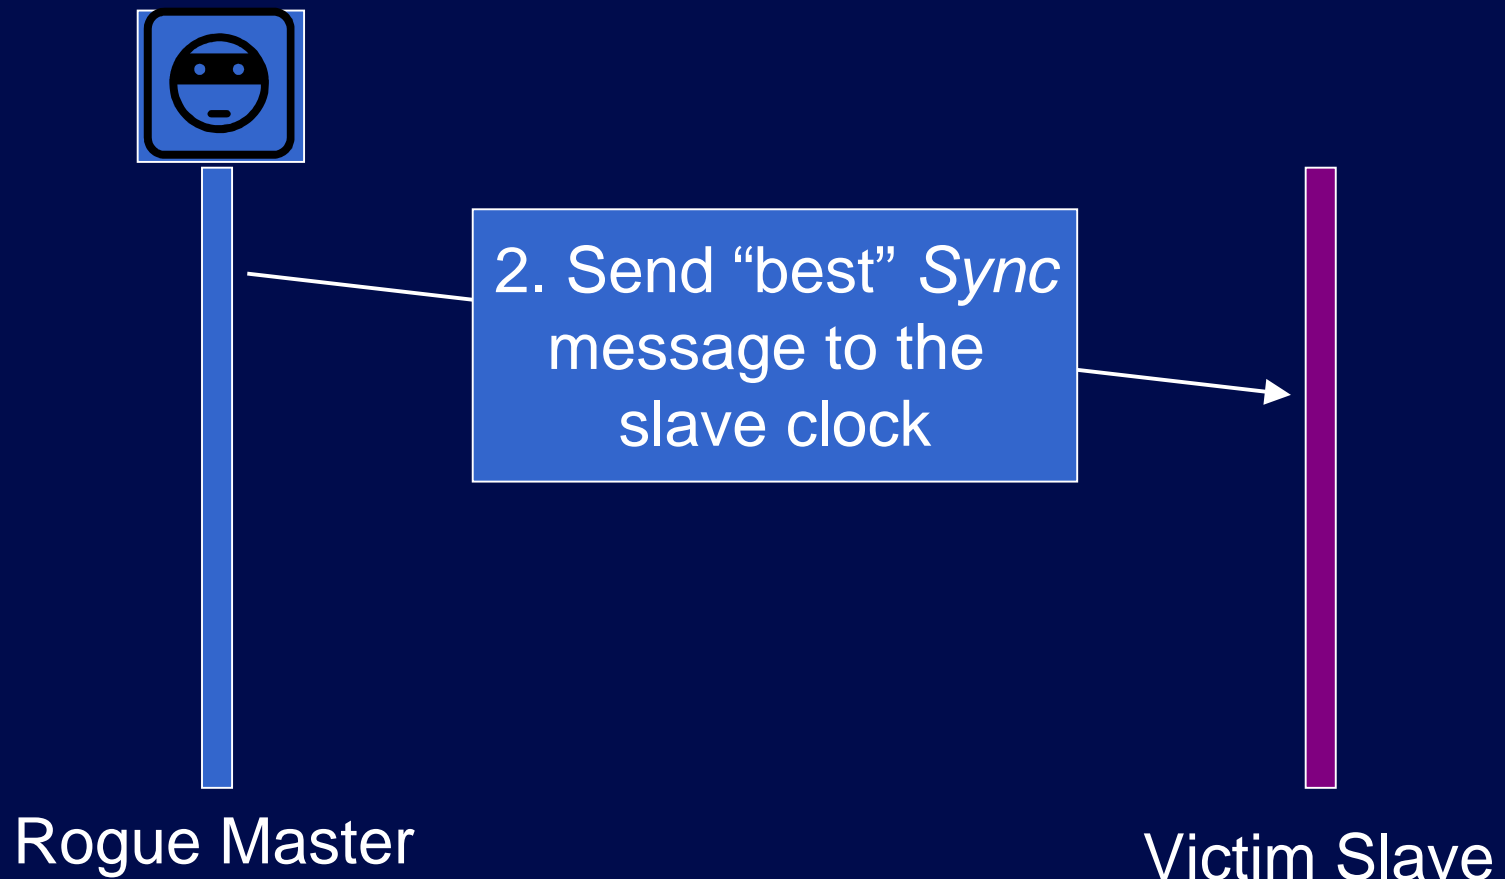 2. Send “best” Sync
message to the
slave clock
Rogue Master
Victim Slave